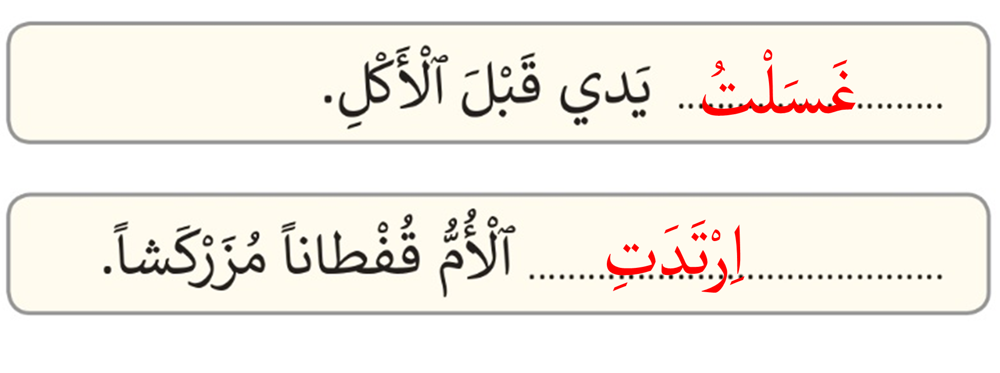 ........غَسَلْتُ.. يَدي قَبْلَ ٱلْأَكْلِ.
....................اِرْتَدَتِ........ ٱلْأُمُّ قُفْطاناً مُزَرْكَشاً.